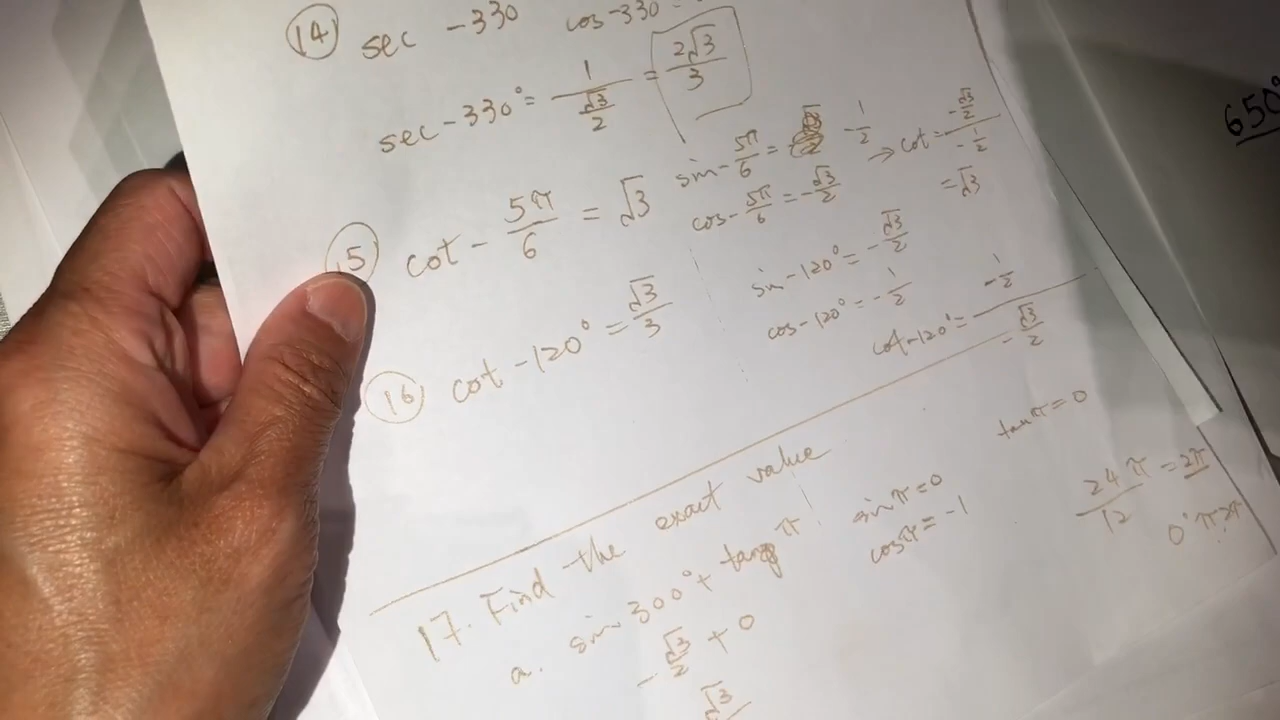 14 sec -330 cos -330 =
sec -330° = 1/(√3/2) = 2√3/3
15 cot - 5π/6 = √3
sin - 5π/6 = -1/2
cos - 5π/6 = -√3/2
→ cot = (-√3/2)/(-1/2)
= √3
16 cot -120° = √3/3
sin -120° = -√3/2
cos -120° = -1/2
cot -120° = (-1/2)/(-√3/2)
17. Find the exact value
a. sin 300° + tan π
-√3/2 + 0
√3
sin π = 0
cos π = -1
tan π = 0
24π/12 = 2π
0° π 2π
650°